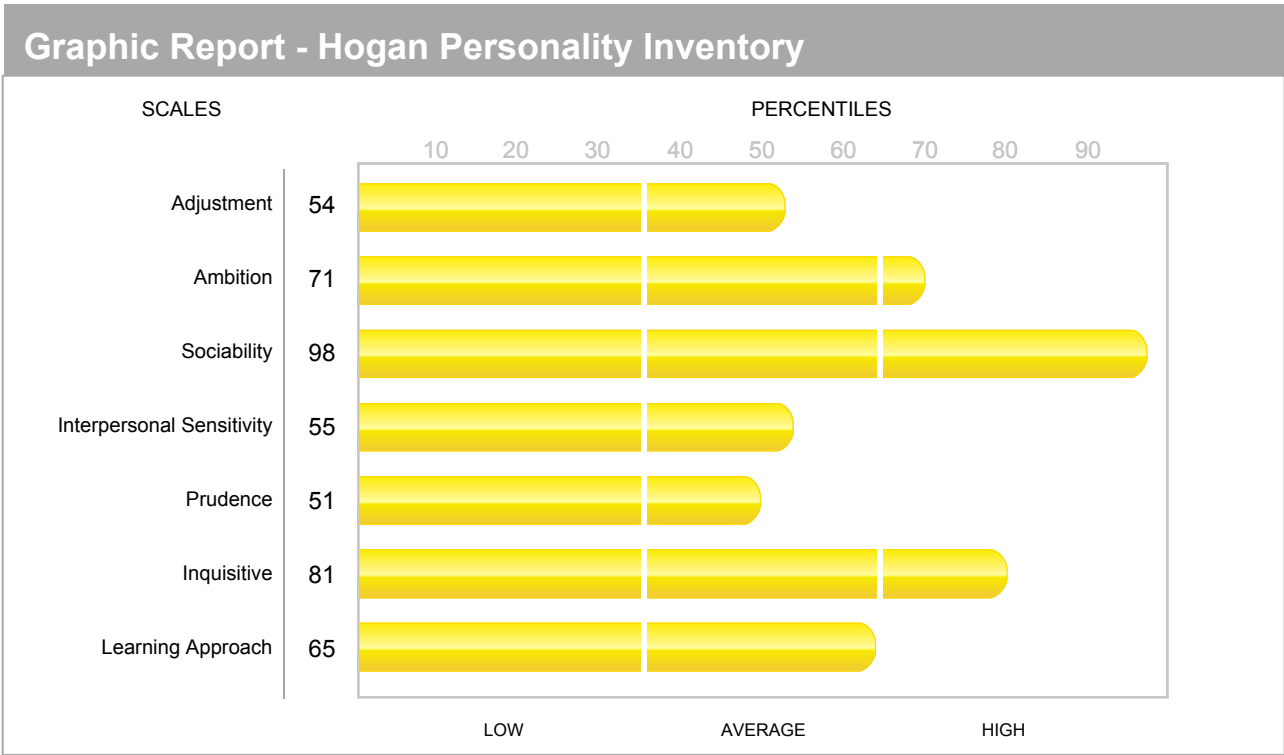 Graphic Report - Hogan Personality Inventory
SCALES PERCENTILES
10 20 30 40 50 60 70 80 90
Adjustment 54
Ambition 71
Sociability 98
Interpersonal Sensitivity 55
Prudence 51
Inquisitive 81
Learning Approach 65
LOW AVERAGE HIGH